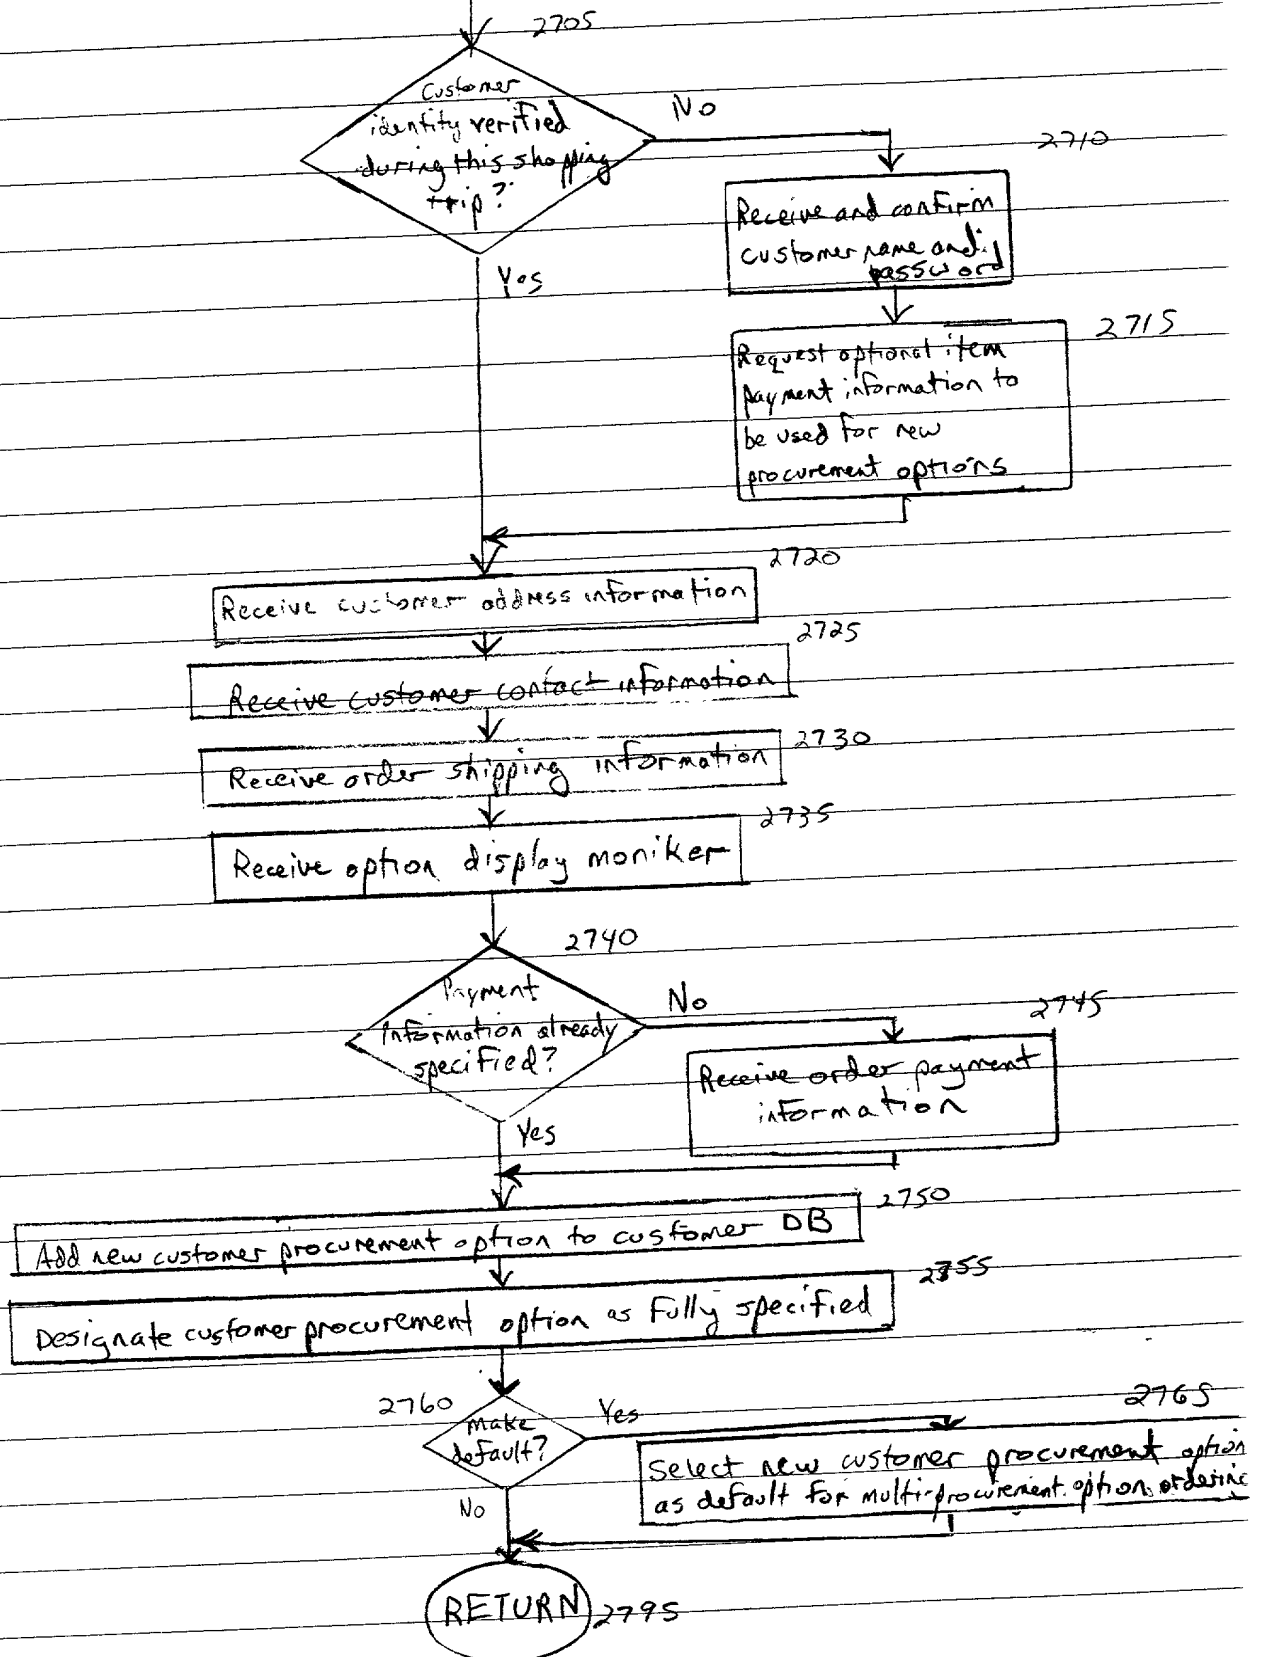 2705
Customer
identity verified
during this shopping
trip?
No
Yes
2710
Receive and confirm
customer name and
password
2715
Request optional item
payment information to
be used for new
procurement options
2720
Receive customer address information
2725
Receive customer contact information
2730
Receive order shipping information
2735
Receive option display moniker
2740
Payment
Information already
specified?
No
Yes
2745
Receive order payment
information
2750
Add new customer procurement option to customer DB
2755
Designate customer procurement option as fully specified
2760
Make
default?
Yes
No
2765
Select new customer procurement option
as default for multi-procurement option
RETURN
2795